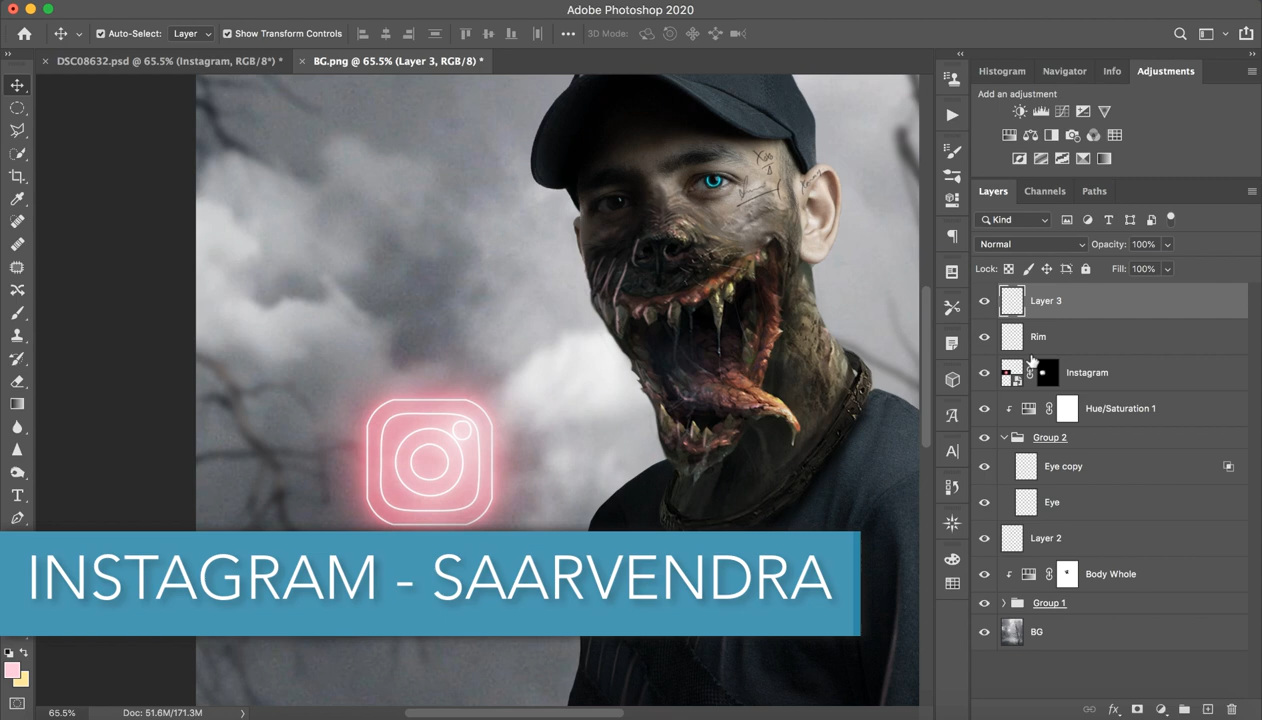 Adobe Photoshop 2020
Auto-Select: Layer Show Transform Controls 3D Mode:
DSC08632.psd @ 65.5% (Instagram, RGB/8*) * BG.png @ 65.5% (Layer 3, RGB/8) *
Histogram Navigator Info Adjustments
Add an adjustment
Layers Channels Paths
Kind
Normal Opacity: 100%
Lock: Fill: 100%
Layer 3
Rim
Instagram
Hue/Saturation 1
Group 2
Eye copy
Eye
Layer 2
Body Whole
Group 1
BG
INSTAGRAM - SAARVENDRA
65.5% Doc: 51.6M/171.3M